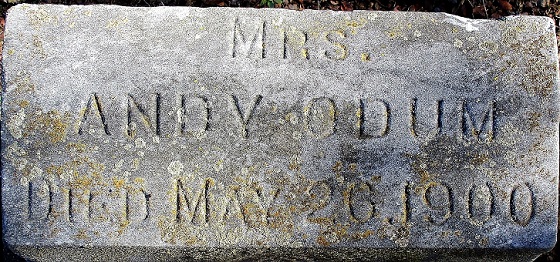 MRS.
ANDY ODUM
DIED MAY 26, 1900